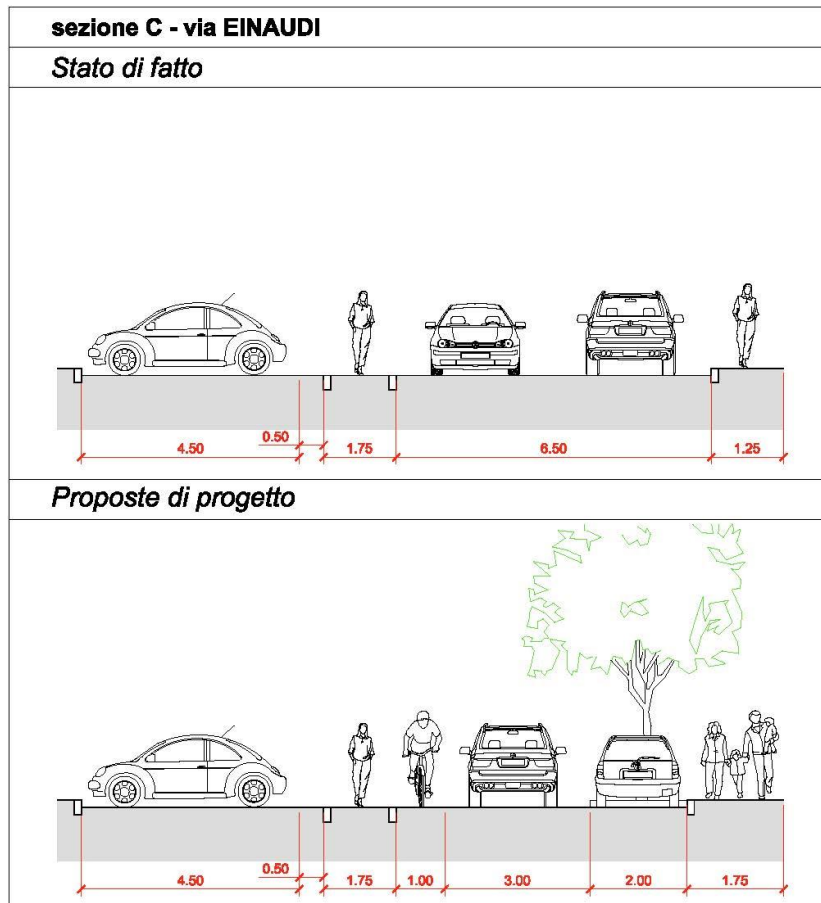 sezione C - via EINAUDI
Stato di fatto
4.50 0.50 1.75 6.50 1.25
Proposte di progetto
4.50 0.50 1.75 1.00 3.00 2.00 1.75